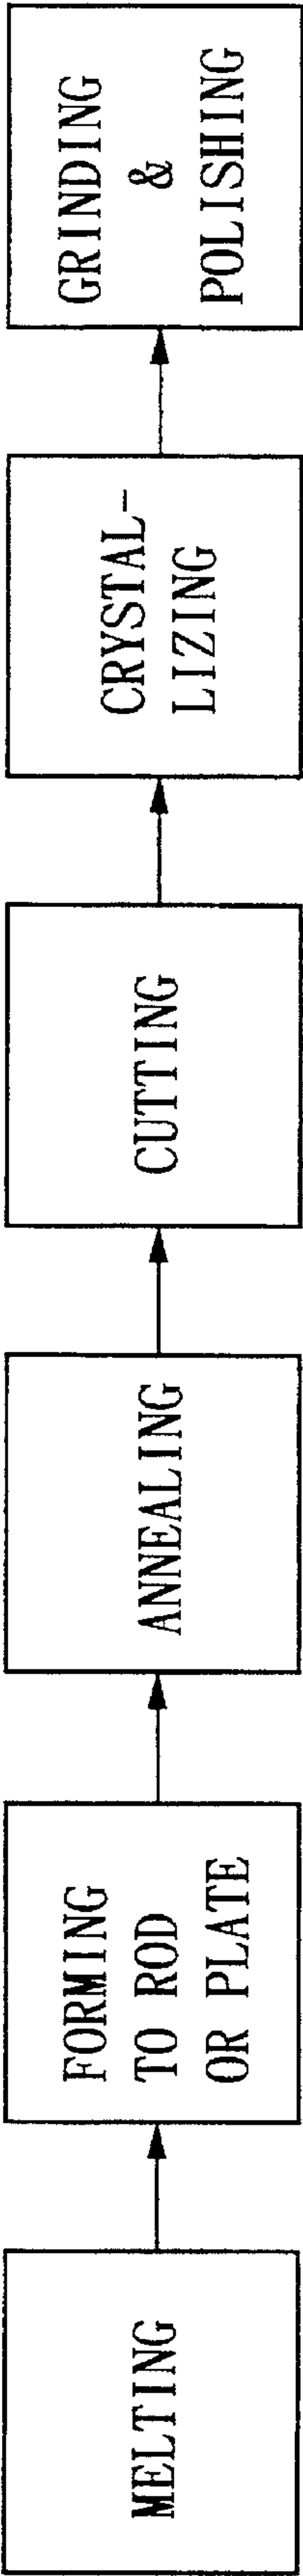 MELTING
FORMING
TO ROD
OR PLATE
ANNEALING
CUTTING
CRYSTAL-
LIZING
GRINDING
&
POLISHING